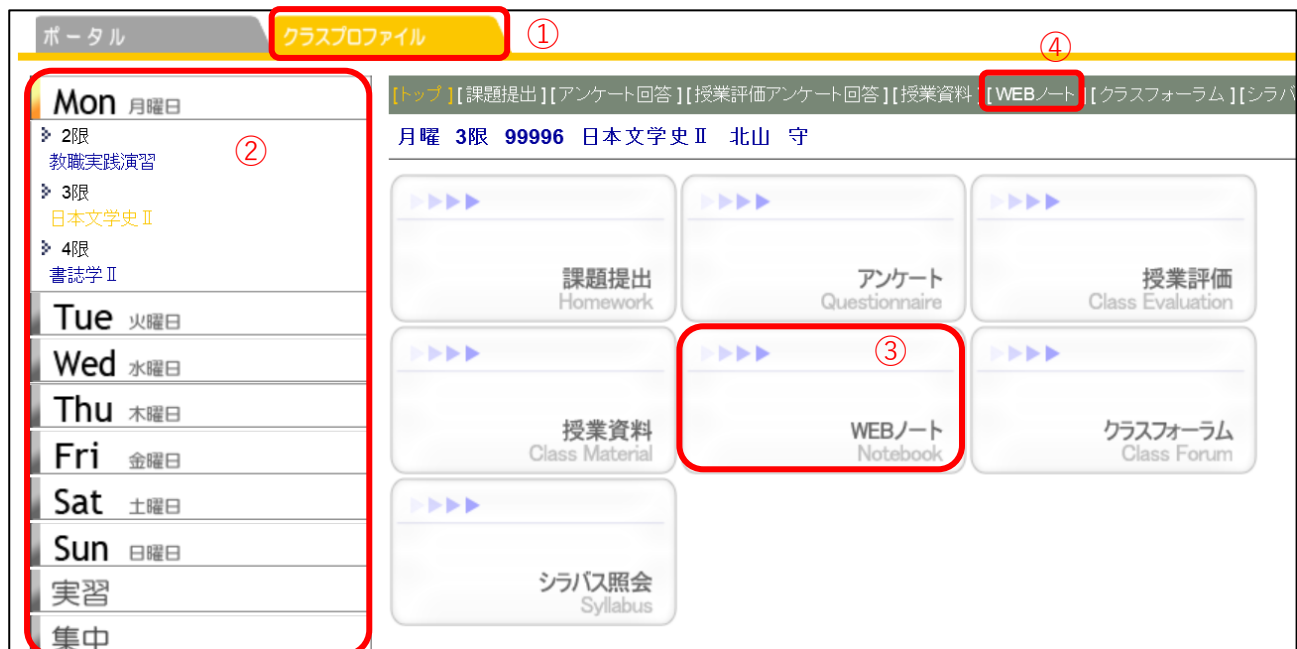 ポータル
クラスプロファイル
①
④
Mon 月曜日
2限
教職実践演習
②
3限
日本文学史Ⅱ
4限
書誌学Ⅱ
Tue 火曜日
Wed 水曜日
Thu 木曜日
Fri 金曜日
Sat 土曜日
Sun 日曜日
実習
集中
[トップ][課題提出][アンケート回答][授業評価アンケート回答][授業資料][WEBノート][クラスフォーラム][シラバ
月曜 3限 99996 日本文学史Ⅱ 北山 守
課題提出
Homework
アンケート
Questionnaire
授業評価
Class Evaluation
授業資料
Class Material
③
WEBノート
Notebook
クラスフォーラム
Class Forum
シラバス照会
Syllabus